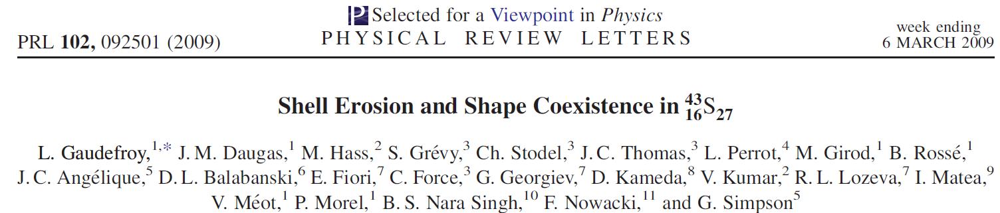 Selected for a Viewpoint in Physics
PRL 102, 092501 (2009) PHYSICAL REVIEW LETTERS week ending 6 MARCH 2009
Shell Erosion and Shape Coexistence in ⁴³₁₆S₂₇
L. Gaudefroy,¹,* J. M. Daugas,¹ M. Hass,² S. Grévy,³ Ch. Stodel,³ J. C. Thomas,³ L. Perrot,⁴ M. Girod,¹ B. Rossé,¹
J. C. Angélique,⁵ D. L. Balabanski,⁶ E. Fiori,⁷ C. Force,³ G. Georgiev,⁷ D. Kameda,⁸ V. Kumar,² R. L. Lozeva,⁷ I. Matea,⁹
V. Méot,¹ P. Morel,¹ B. S. Nara Singh,¹⁰ F. Nowacki,¹¹ and G. Simpson⁵